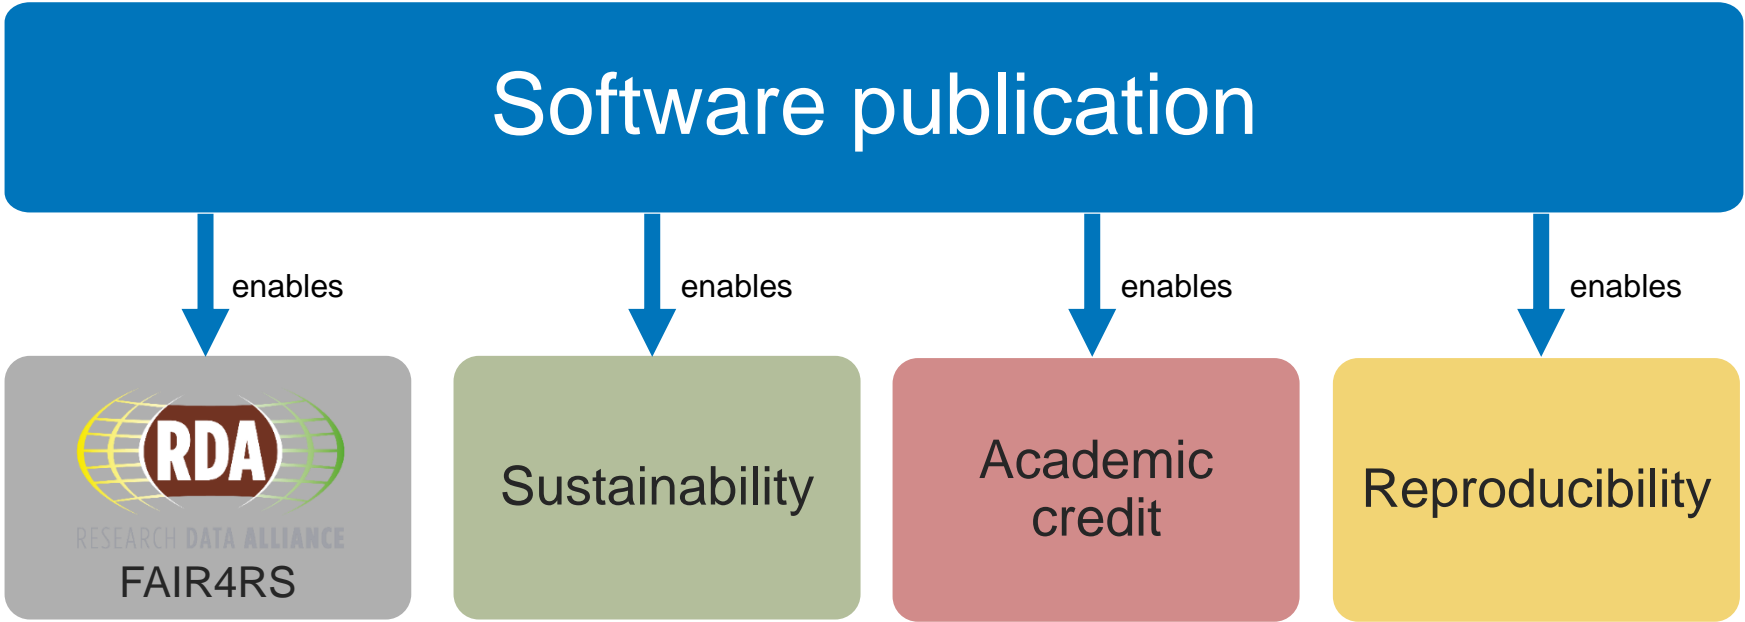 Software publication
enables
enables
enables
enables
RDA
RESEARCH DATA ALLIANCE
FAIR4RS
Sustainability
Academic
credit
Reproducibility